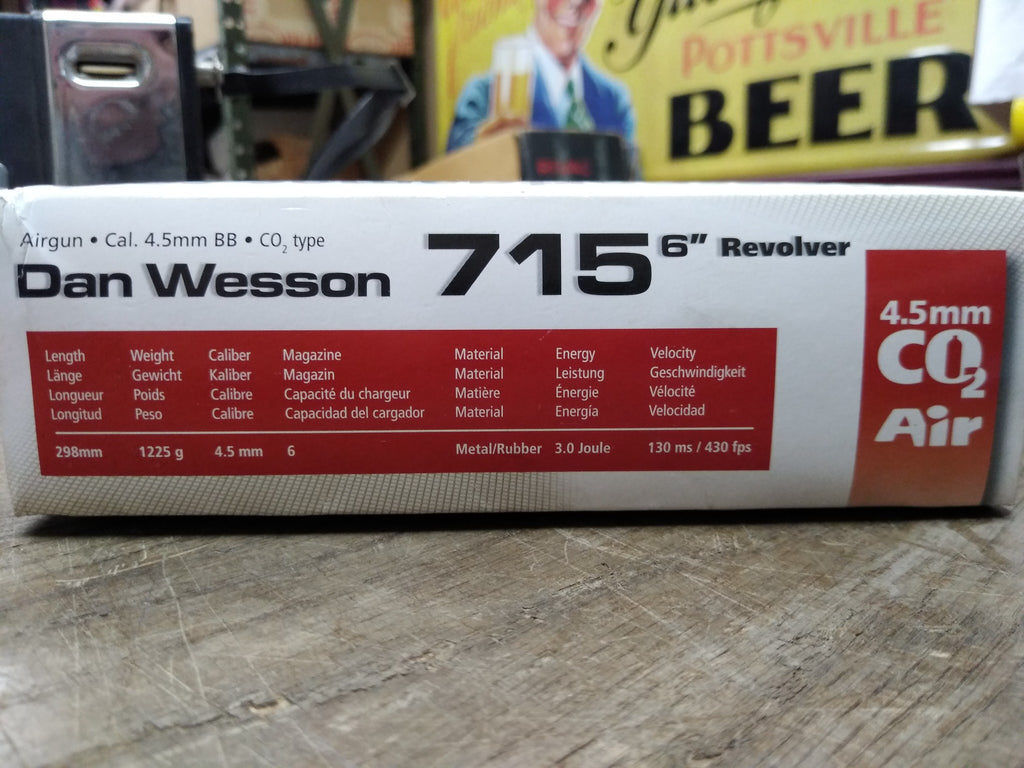 POTTSVILLE
BEER
Airgun • Cal. 4.5mm BB • CO₂ type
Dan Wesson 715 6" Revolver
Length Weight Caliber Magazine Material Energy Velocity
Länge Gewicht Kaliber Magazin Material Leistung Geschwindigkeit
Longueur Poids Calibre Capacité du chargeur Matière Énergie Vélocité
Longitud Peso Calibre Capacidad del cargador Material Energía Velocidad
298mm 1225 g 4.5 mm 6 Metal/Rubber 3.0 Joule 130 ms / 430 fps
4.5mm
CO₂
Air